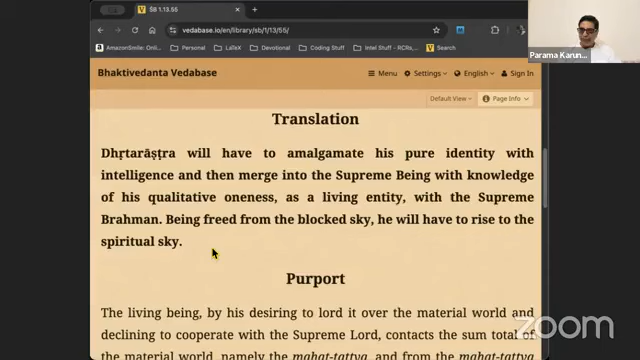 ŚB 1.13.55
vedabase.io/en/library/sb/1/13/55/
AmazonSmile: Onli...
Personal
LaTeX
Devotional
Coding Stuff
Intel Stuff - RCRs,...
Search
Parama Karun...
Bhaktivedanta Vedabase
Menu
Settings
English
Sign In
Default View
Page Info
Translation
Dhṛtarāṣṭra will have to amalgamate his pure identity with
intelligence and then merge into the Supreme Being with knowledge
of his qualitative oneness, as a living entity, with the Supreme
Brahman. Being freed from the blocked sky, he will have to rise to the
spiritual sky.
Purport
The living being, by his desiring to lord it over the material world and
declining to cooperate with the Supreme Lord, contacts the sum total of
the material world, namely the mahat-tattva, and from the mahat-tattva
zoom